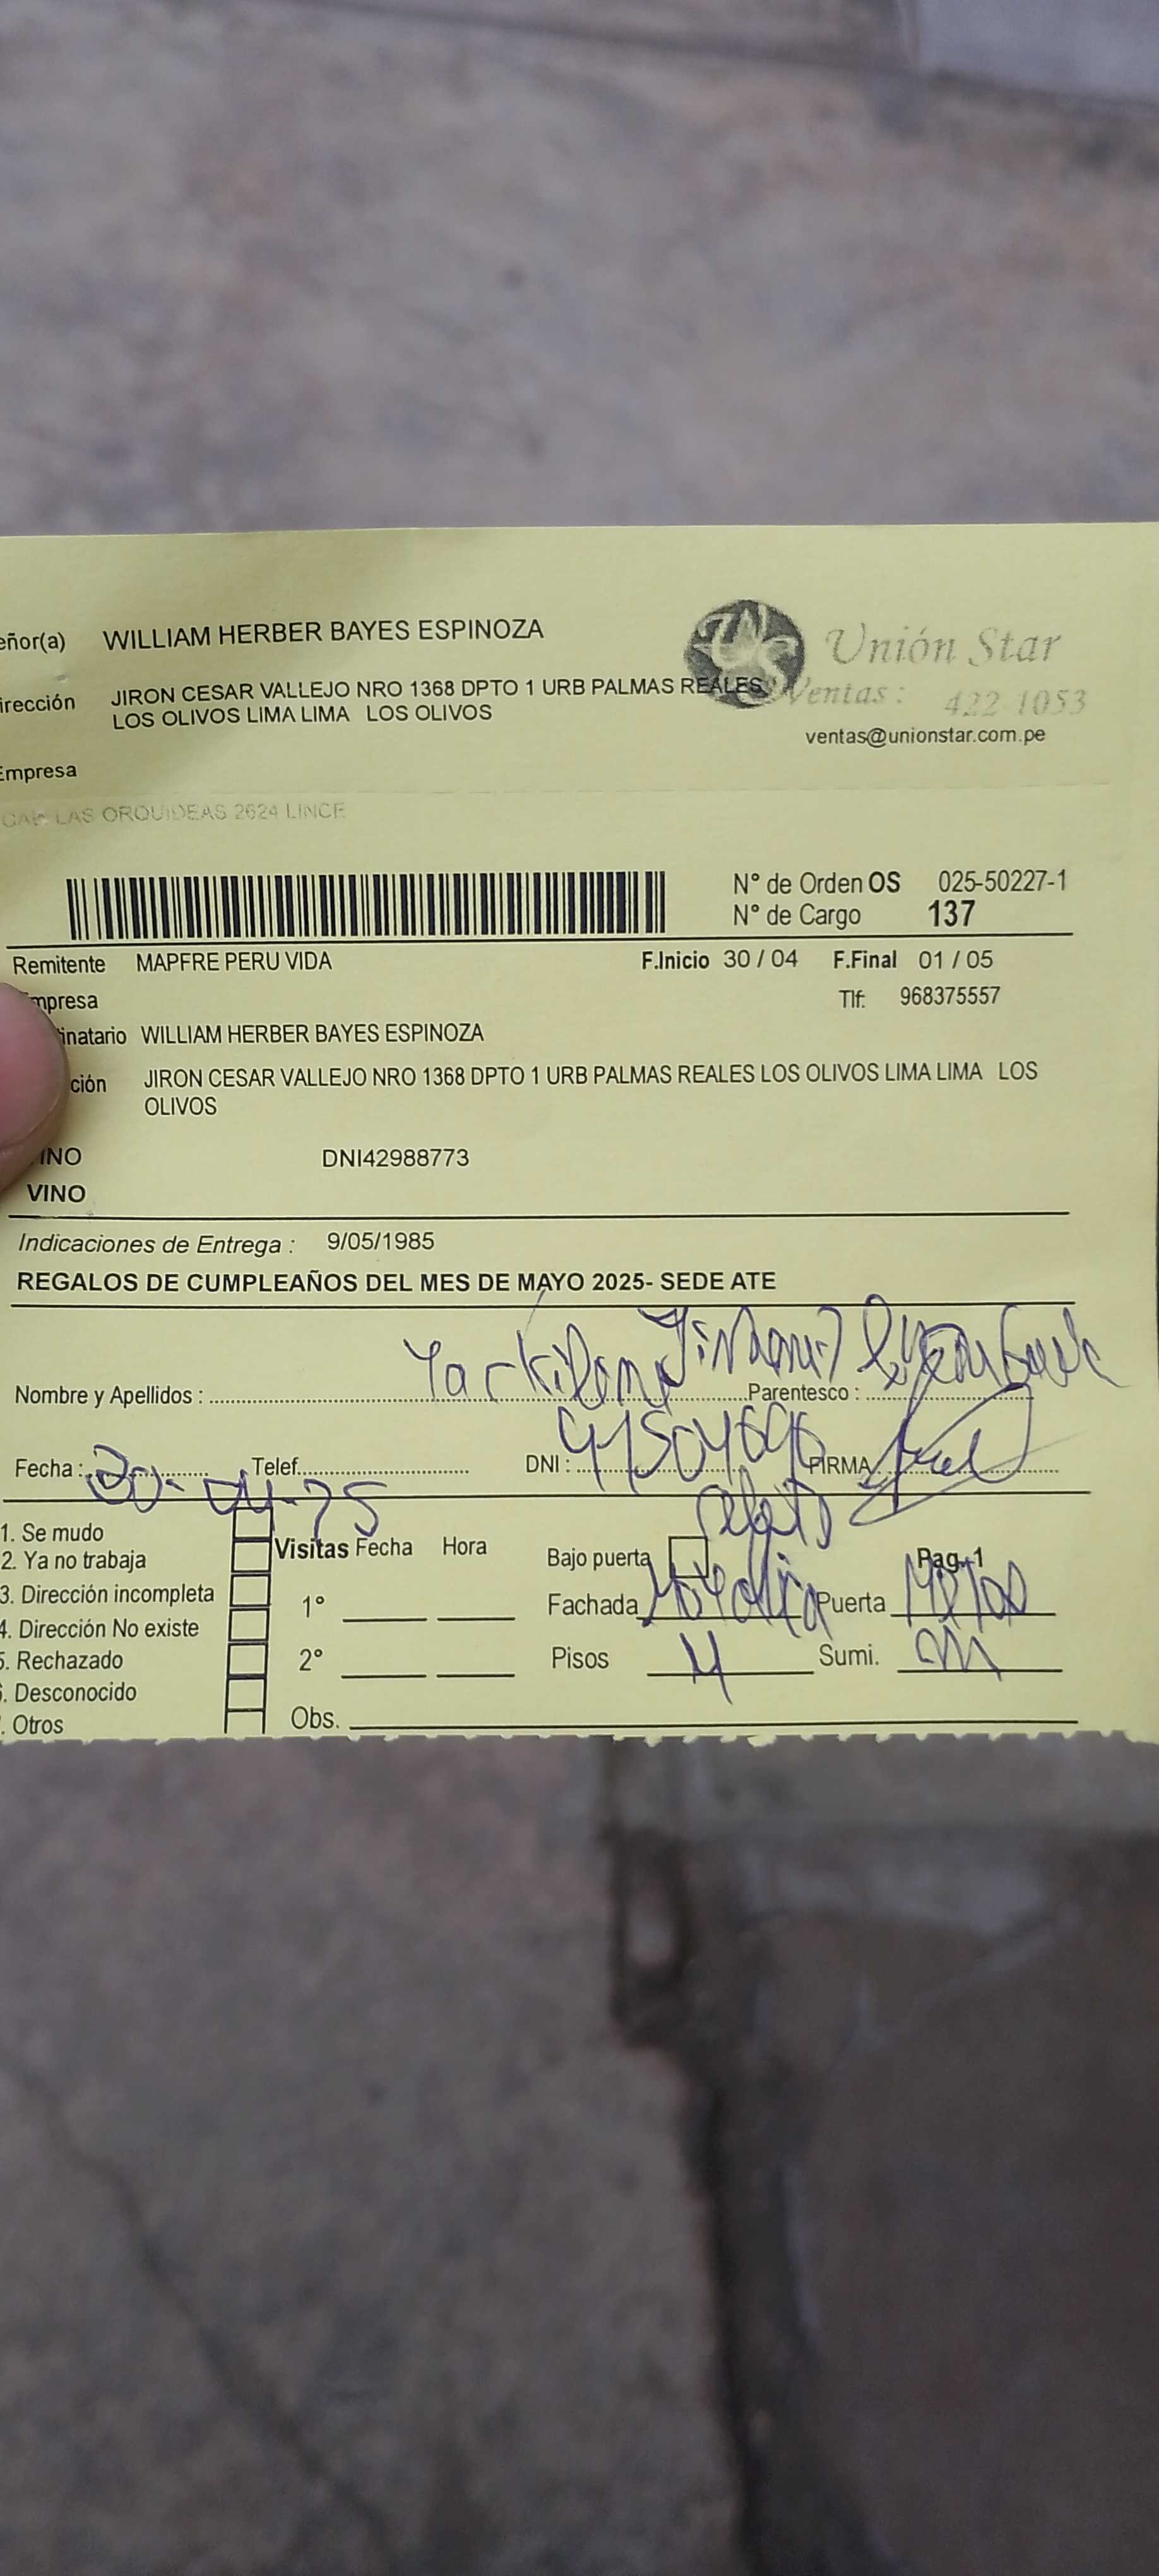 eñor(a) WILLIAM HERBER BAYES ESPINOZA
irección JIRON CESAR VALLEJO NRO 1368 DPTO 1 URB PALMAS REALES
LOS OLIVOS LIMA LIMA LOS OLIVOS
Unión Star
Ventas: 422 1053
ventas@unionstar.com.pe
Empresa
LAS ORQUIDEAS 2624 LINCE
N° de Orden OS 025-50227-1
N° de Cargo 137
Remitente MAPFRE PERU VIDA F.Inicio 30 / 04 F.Final 01 / 05
mpresa Tlf: 968375557
inatario WILLIAM HERBER BAYES ESPINOZA
ción JIRON CESAR VALLEJO NRO 1368 DPTO 1 URB PALMAS REALES LOS OLIVOS LIMA LIMA LOS
OLIVOS
INO DNI42988773
VINO
Indicaciones de Entrega : 9/05/1985
REGALOS DE CUMPLEAÑOS DEL MES DE MAYO 2025- SEDE ATE
Nombre y Apellidos : Parentesco :
Fecha : Telef. DNI : FIRMA
1. Se mudo
2. Ya no trabaja
3. Dirección incompleta
4. Dirección No existe
5. Rechazado
6. Desconocido
. Otros
Visitas Fecha Hora
1°
2°
Obs.
Bajo puerta Pag. 1
Fachada Puerta
Pisos 4 Sumi.